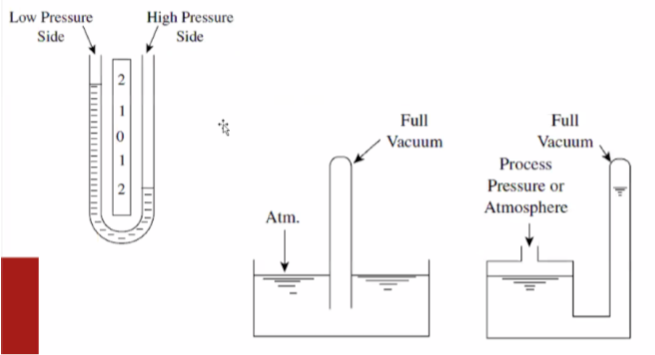 Low Pressure
Side
High Pressure
Side
2
1
0
1
2
Full
Vacuum
Atm.
Full
Vacuum
Process
Pressure or
Atmosphere